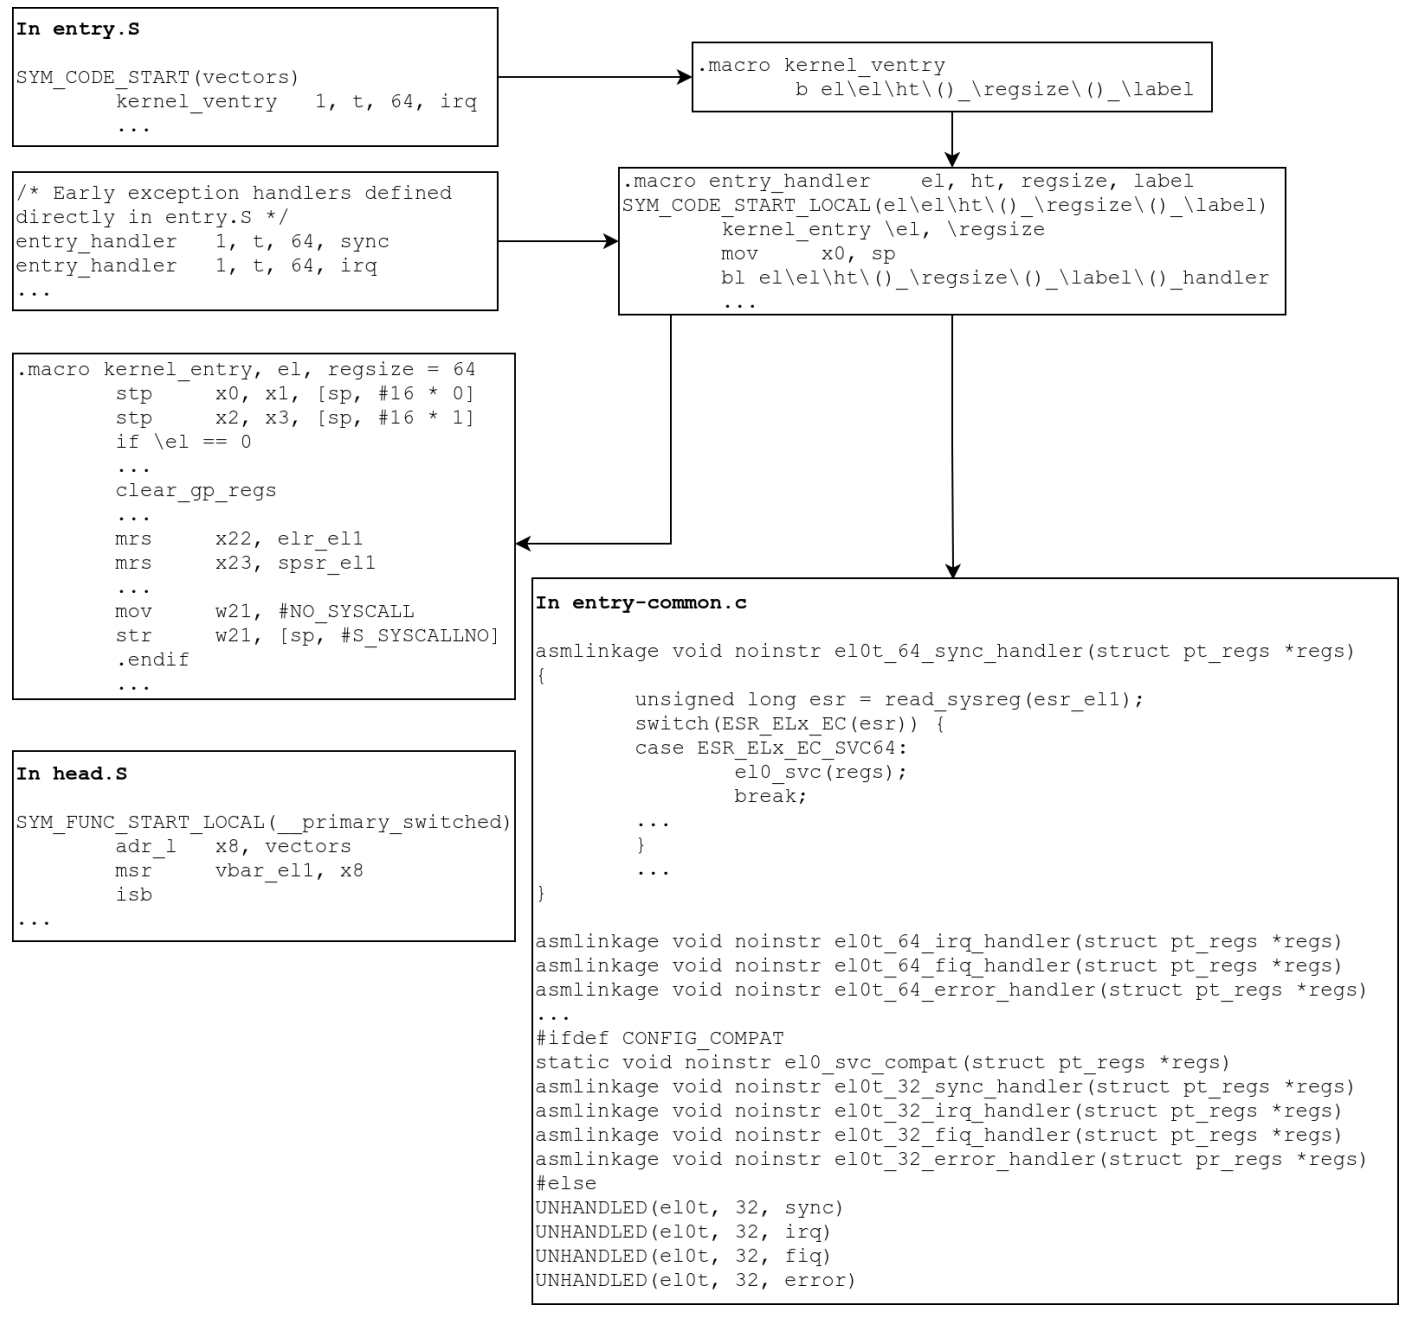 In entry.S
SYM_CODE_START(vectors)
kernel_ventry 1, t, 64, irq
...
.macro kernel_ventry
b el\el\ht\()_\regsize\()_\label
/* Early exception handlers defined
directly in entry.S */
entry_handler 1, t, 64, sync
entry_handler 1, t, 64, irq
...
.macro entry_handler el, ht, regsize, label
SYM_CODE_START_LOCAL(el\el\ht\()_\regsize\()_\label)
kernel_entry \el, \regsize
mov x0, sp
bl el\el\ht\()_\regsize\()_\label\()_handler
...
.macro kernel_entry, el, regsize = 64
stp x0, x1, [sp, #16 * 0]
stp x2, x3, [sp, #16 * 1]
if \el == 0
...
clear_gp_regs
...
mrs x22, elr_el1
mrs x23, spsr_el1
...
mov w21, #NO_SYSCALL
str w21, [sp, #S_SYSCALLNO]
.endif
...
In head.S
SYM_FUNC_START_LOCAL(__primary_switched)
adr_l x8, vectors
msr vbar_el1, x8
isb
...
In entry-common.c
asmlinkage void noinstr el0t_64_sync_handler(struct pt_regs *regs)
{
unsigned long esr = read_sysreg(esr_el1);
switch(ESR_ELx_EC(esr)) {
case ESR_ELx_EC_SVC64:
el0_svc(regs);
break;
...
}
...
}
asmlinkage void noinstr el0t_64_irq_handler(struct pt_regs *regs)
asmlinkage void noinstr el0t_64_fiq_handler(struct pt_regs *regs)
asmlinkage void noinstr el0t_64_error_handler(struct pt_regs *regs)
...
#ifdef CONFIG_COMPAT
static void noinstr el0_svc_compat(struct pt_regs *regs)
asmlinkage void noinstr el0t_32_sync_handler(struct pt_regs *regs)
asmlinkage void noinstr el0t_32_irq_handler(struct pt_regs *regs)
asmlinkage void noinstr el0t_32_fiq_handler(struct pt_regs *regs)
asmlinkage void noinstr el0t_32_error_handler(struct pr_regs *regs)
#else
UNHANDLED(el0t, 32, sync)
UNHANDLED(el0t, 32, irq)
UNHANDLED(el0t, 32, fiq)
UNHANDLED(el0t, 32, error)